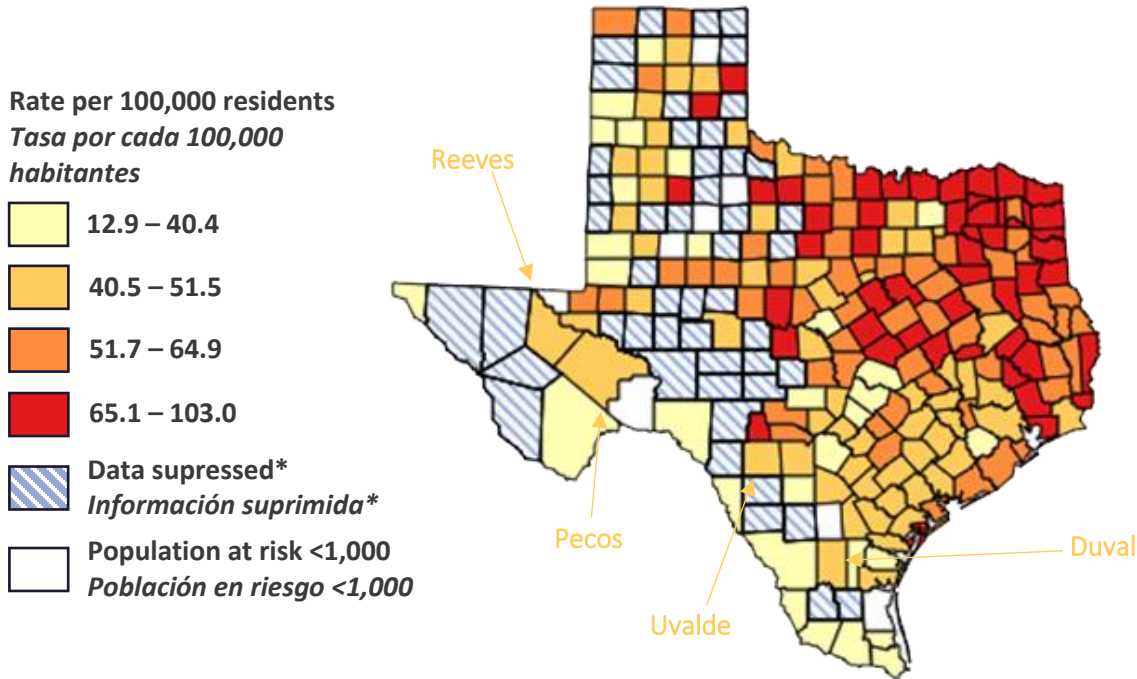 Rate per 100,000 residents
Tasa por cada 100,000
habitantes
12.9 – 40.4
40.5 – 51.5
51.7 – 64.9
65.1 – 103.0
Data supressed*
Información suprimida*
Population at risk <1,000
Población en riesgo <1,000
Reeves
Pecos
Uvalde
Duval